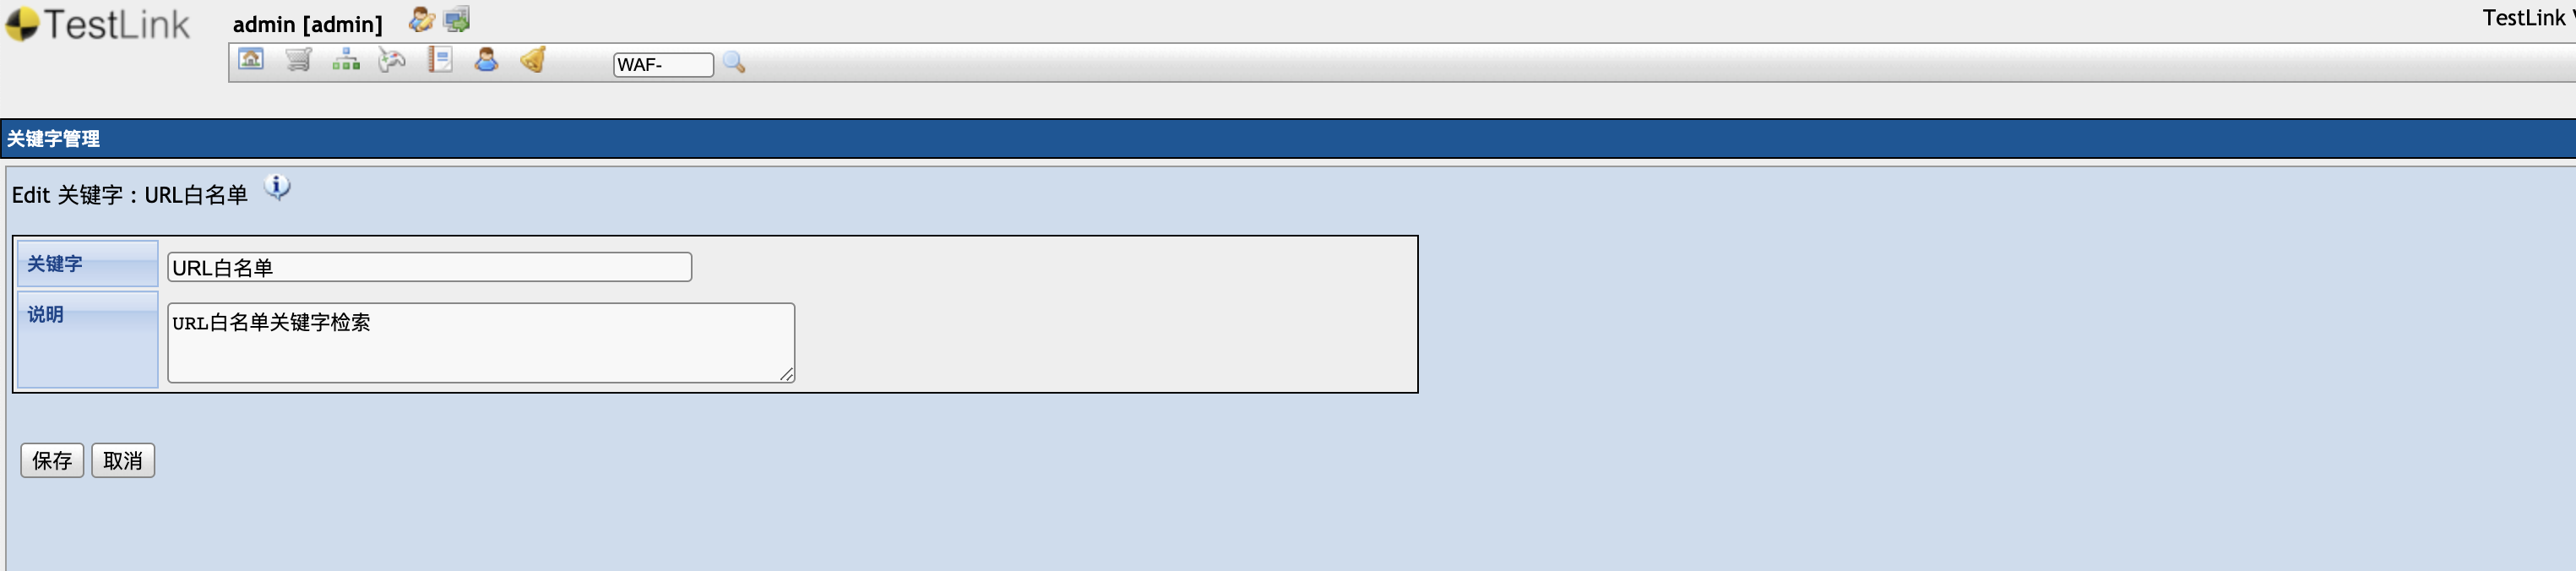 TestLink
admin [admin]
TestLink
WAF-
关键字管理
Edit 关键字 : URL白名单
关键字
URL白名单
说明
URL白名单关键字检索
保存 取消